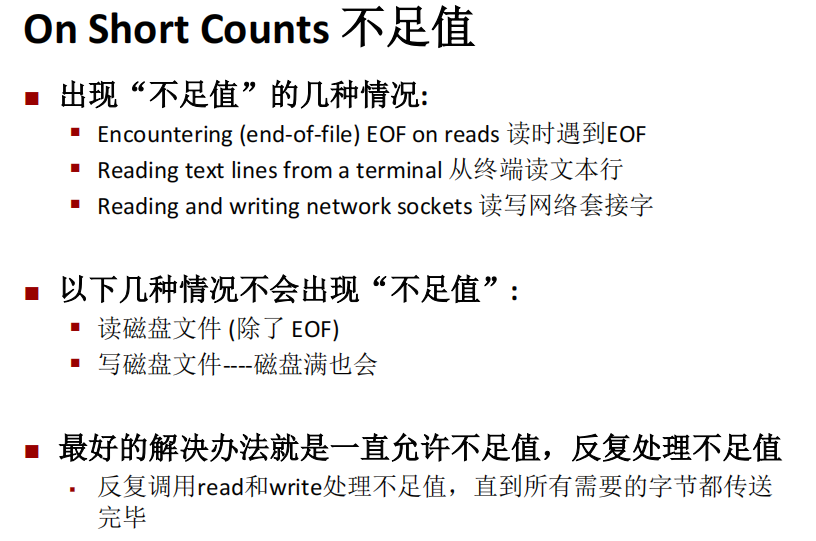 On Short Counts 不足值
出现“不足值”的几种情况:
Encountering (end-of-file) EOF on reads 读时遇到EOF
Reading text lines from a terminal 从终端读文本行
Reading and writing network sockets 读写网络套接字
以下几种情况不会出现“不足值”:
读磁盘文件 (除了 EOF)
写磁盘文件----磁盘满也会
最好的解决办法就是一直允许不足值，反复处理不足值
反复调用read和write处理不足值，直到所有需要的字节都传送
完毕